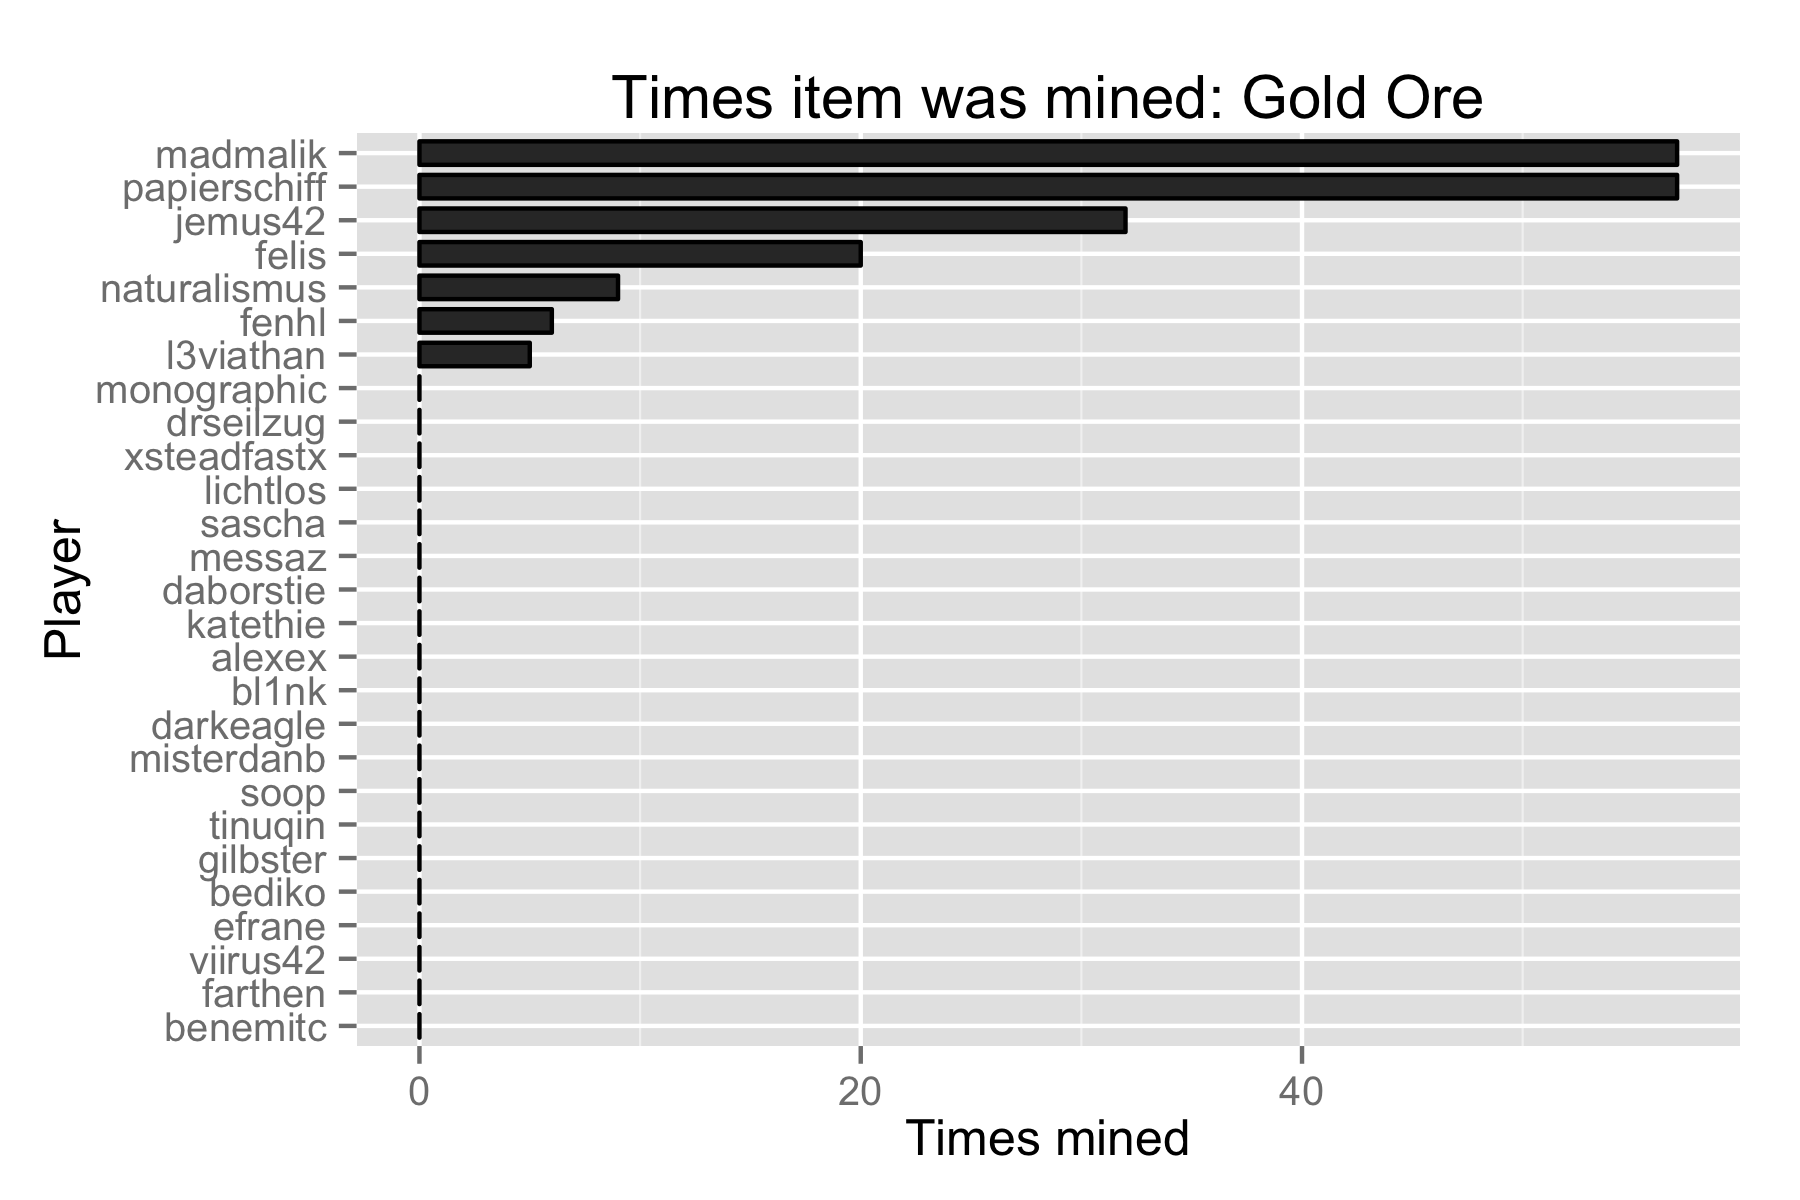 Times item was mined: Gold Ore
madmalik
papierschiff
jemus42
felis
naturalismus
fenhl
l3viathan
monographic
drseilzug
xsteadfastx
lichtlos
sascha
messaz
daborstie
katethie
alexex
bl1nk
darkeagle
misterdanb
soop
tinuqin
gilbster
bediko
efrane
viirus42
farthen
benemitc
Player
0 20 40
Times mined